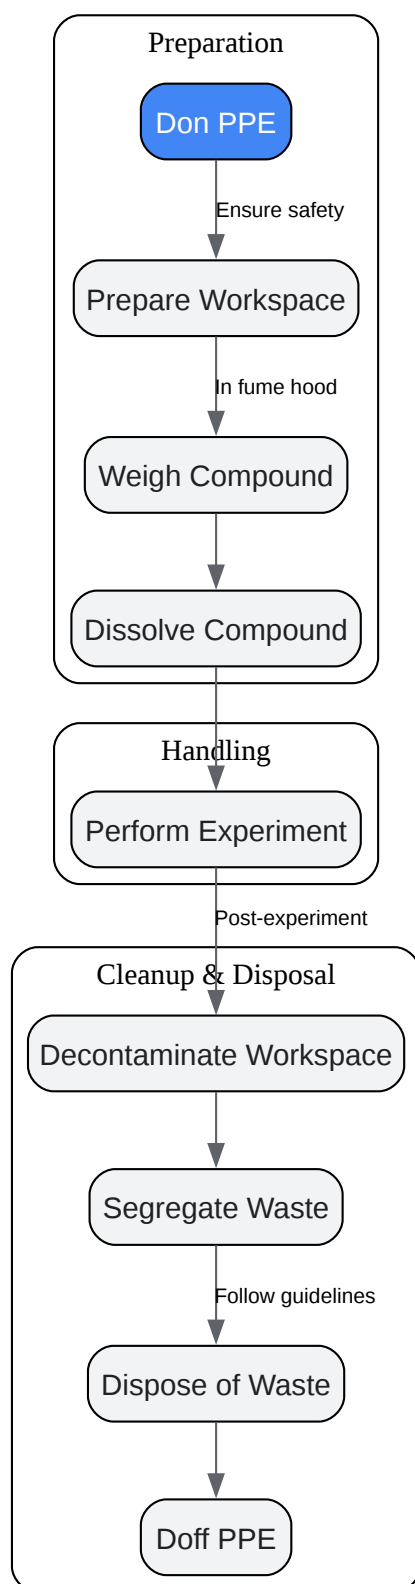 Preparation
Don PPE
Ensure safety
Prepare Workspace
In fume hood
Weigh Compound
Dissolve Compound
Handling
Perform Experiment
Post-experiment
Cleanup & Disposal
Decontaminate Workspace
Segregate Waste
Follow guidelines
Dispose of Waste
Doff PPE